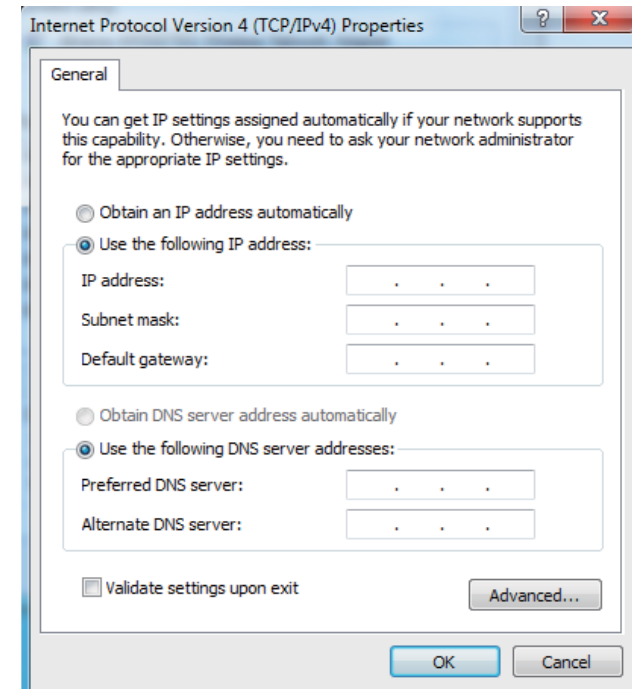 Internet Protocol Version 4 (TCP/IPv4) Properties
?
X
General
You can get IP settings assigned automatically if your network supports
this capability. Otherwise, you need to ask your network administrator
for the appropriate IP settings.
Obtain an IP address automatically
Use the following IP address:
IP address: . . .
Subnet mask: . . .
Default gateway: . . .
Obtain DNS server address automatically
Use the following DNS server addresses:
Preferred DNS server: . . .
Alternate DNS server: . . .
Validate settings upon exit
Advanced...
OK Cancel